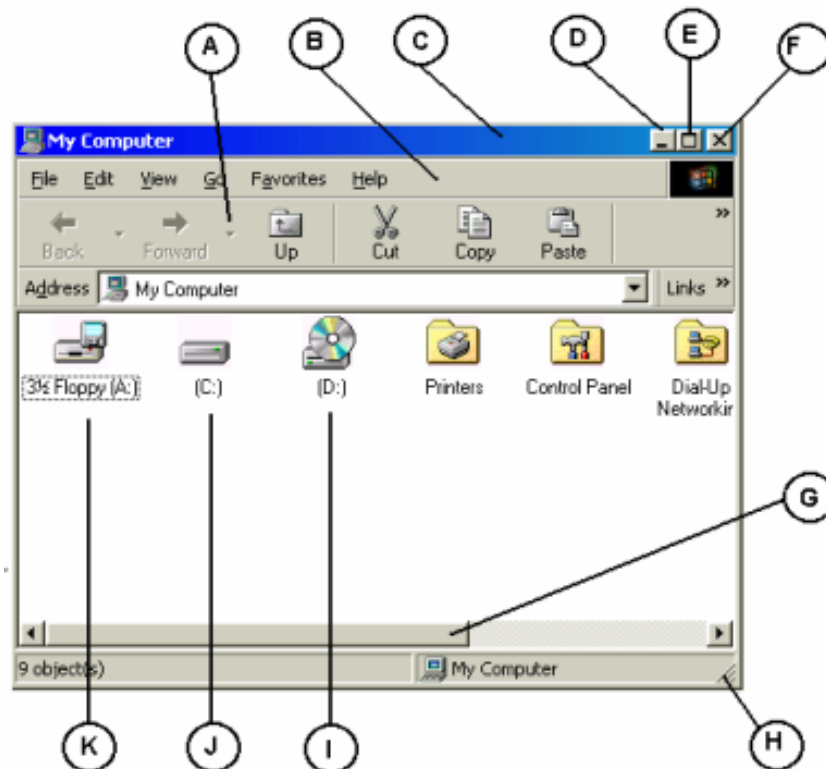 A B C D E F
My Computer
File Edit View Go Favorites Help
Back Forward Up Cut Copy Paste »
Address My Computer Links »
3½ Floppy (A:) (C:) (D:) Printers Control Panel Dial-Up
Networkir
G
9 object(s) My Computer
K J I H